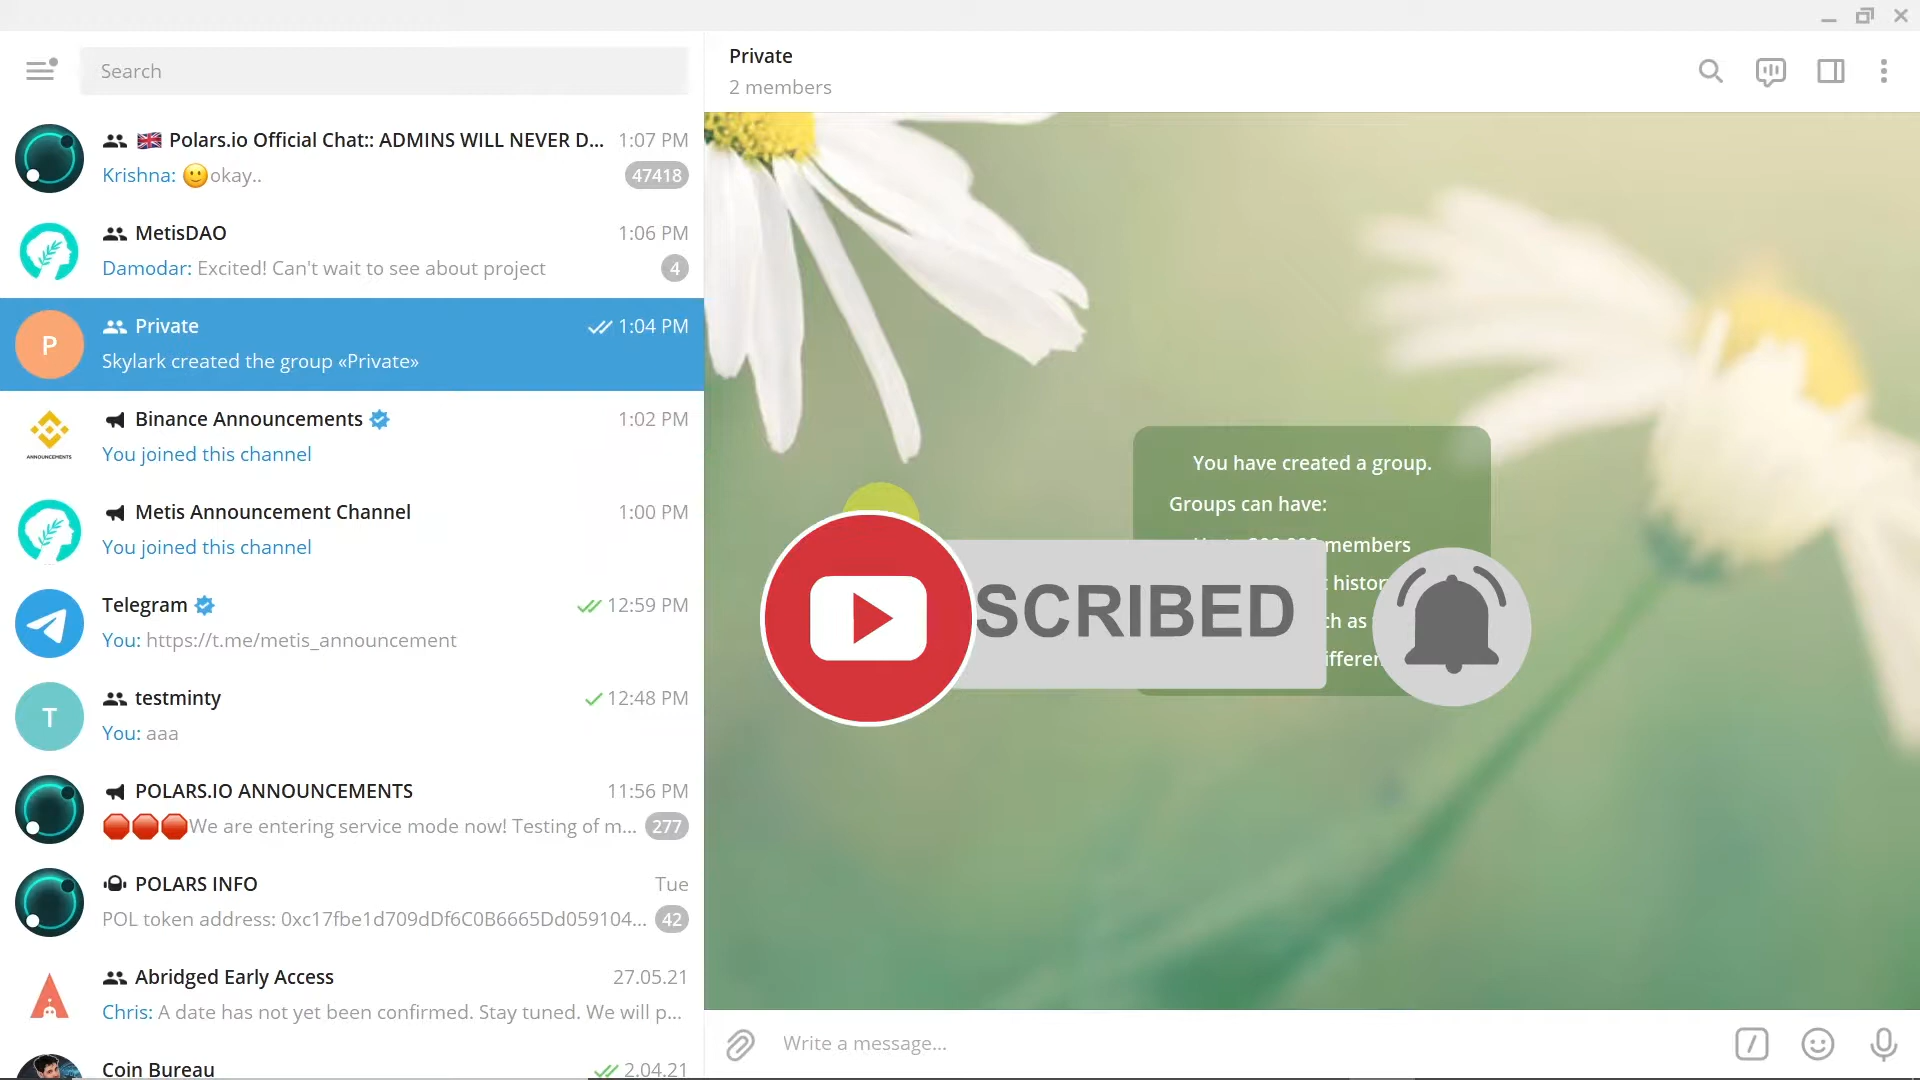 Search
🇬🇧 Polars.io Official Chat:: ADMINS WILL NEVER D... 1:07 PM
Krishna: 🙂okay.. 47418
MetisDAO 1:06 PM
Damodar: Excited! Can't wait to see about project 4
P
Private 1:04 PM
Skylark created the group «Private»
ANNOUNCEMENTS
Binance Announcements 1:02 PM
You joined this channel
Metis Announcement Channel 1:00 PM
You joined this channel
Telegram 12:59 PM
You: https://t.me/metis_announcement
T
testminty 12:48 PM
You: aaa
POLARS.IO ANNOUNCEMENTS 11:56 PM
🛑🛑🛑We are entering service mode now! Testing of m... 277
POLARS INFO Tue
POL token address: 0xc17fbe1d709dDf6C0B6665Dd059104... 42
Abridged Early Access 27.05.21
Chris: A date has not yet been confirmed. Stay tuned. We will p...
Coin Bureau 2.04.21
Private
2 members
You have created a group.
Groups can have:
members
SCRIBED
Write a message...